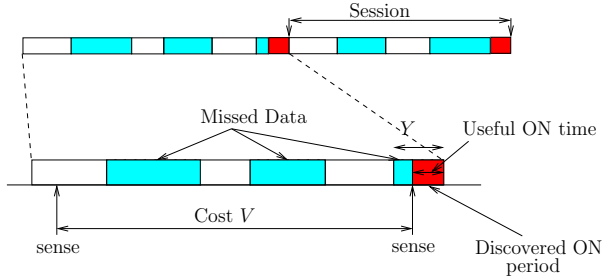 Session
Missed Data
Y
Useful ON time
Cost V
sense
sense
Discovered ON
period